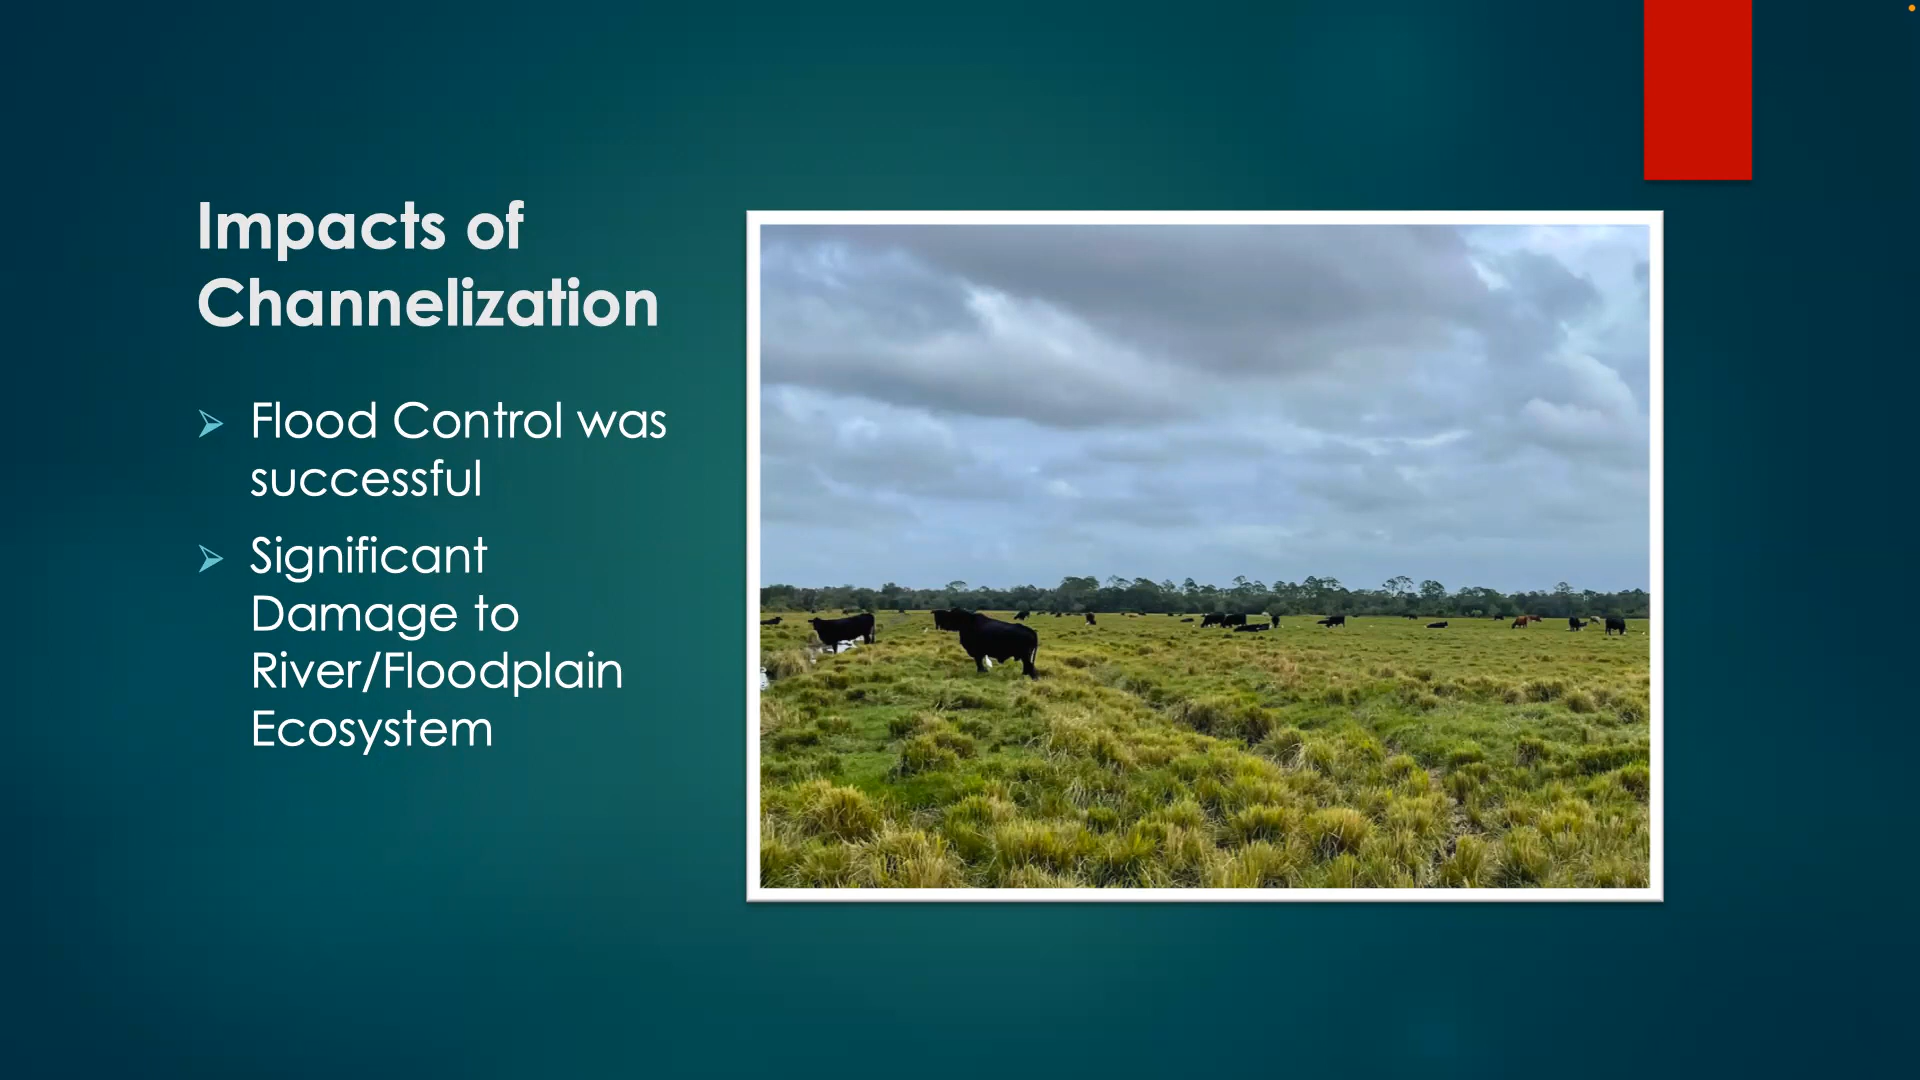 Impacts of
Channelization
Flood Control was
successful
Significant
Damage to
River/Floodplain
Ecosystem